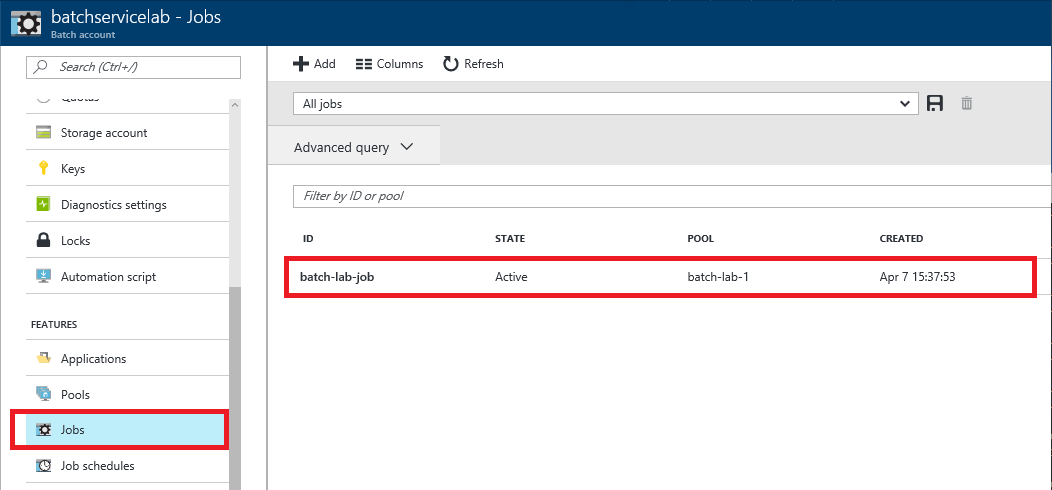 batchservicelab - Jobs
Batch account
Search (Ctrl+/)
Quotas
Storage account
Keys
Diagnostics settings
Locks
Automation script
FEATURES
Applications
Pools
Jobs
Job schedules
Add Columns Refresh
All jobs
Advanced query
Filter by ID or pool
ID STATE POOL CREATED
batch-lab-job Active batch-lab-1 Apr 7 15:37:53